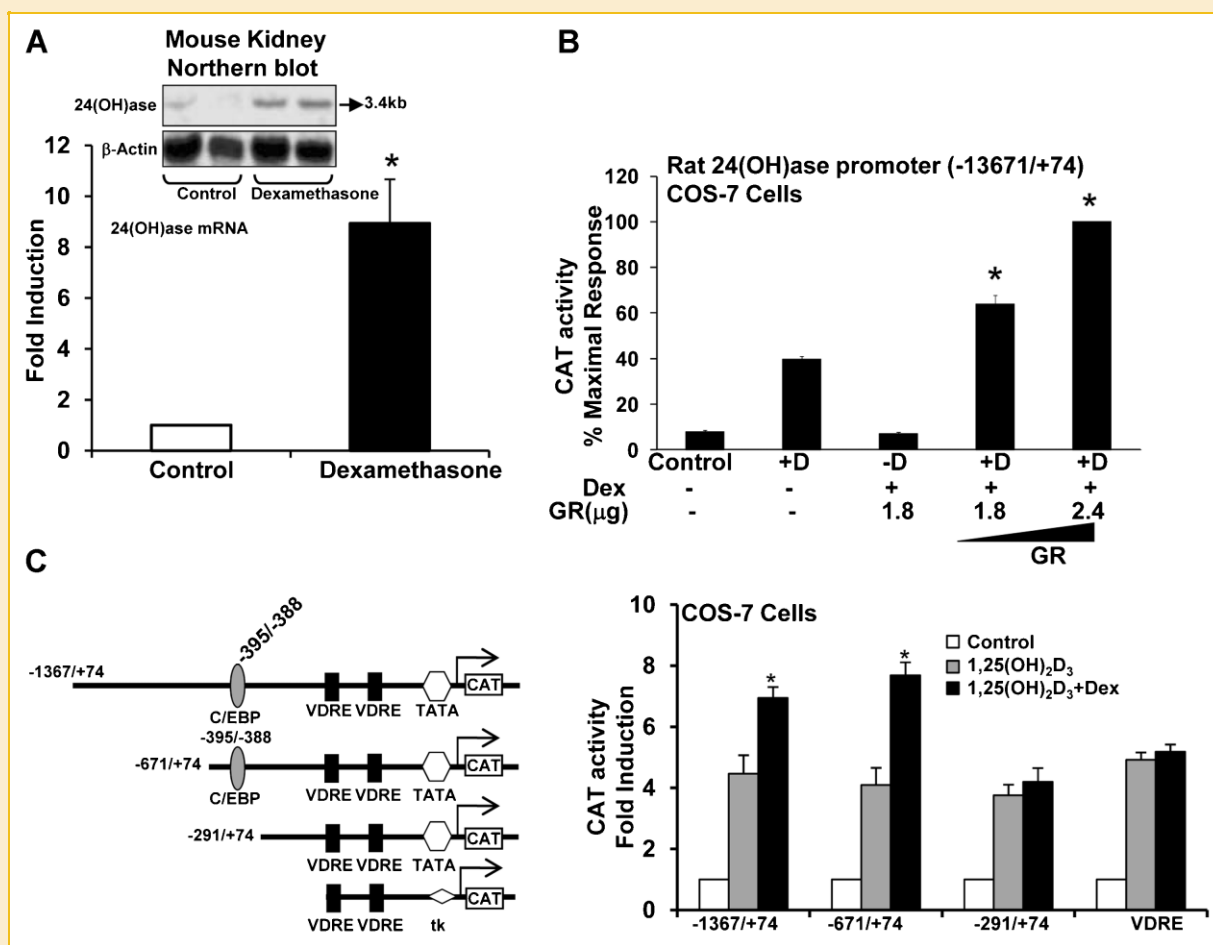 A
Mouse Kidney
Northern blot
24(OH)ase
3.4kb
β-Actin
Control
Dexamethasone
24(OH)ase mRNA
Fold Induction
12
10
8
6
4
2
0
Control
Dexamethasone
*
B
Rat 24(OH)ase promoter (-13671/+74)
COS-7 Cells
CAT activity
% Maximal Response
120
100
80
60
40
20
0
*
*
Control +D -D +D +D
Dex - - + + +
GR(μg) - - 1.8 1.8 2.4
GR
C
-395/-388
-1367/+74
CAT
C/EBP VDRE VDRE TATA
-395/-388
-671/+74
CAT
C/EBP VDRE VDRE TATA
-291/+74
CAT
VDRE VDRE TATA
CAT
VDRE VDRE tk
COS-7 Cells
CAT activity
Fold Induction
10
8
6
4
2
0
Control
1,25(OH)2D3
1,25(OH)2D3+Dex
*
*
-1367/+74 -671/+74 -291/+74 VDRE